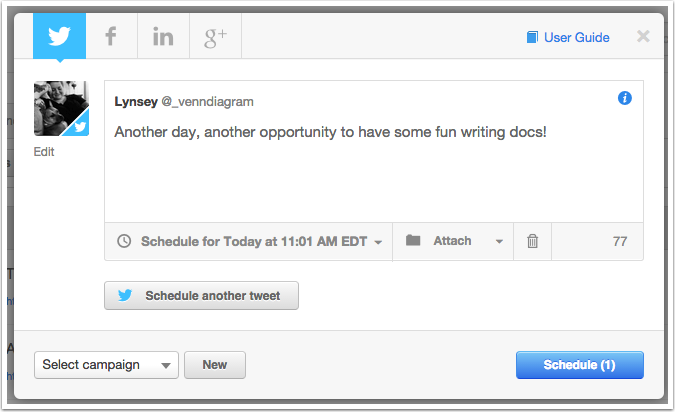 f in g+
User Guide
Lynsey @_venndiagram
Another day, another opportunity to have some fun writing docs!
Edit
Schedule for Today at 11:01 AM EDT
Attach
77
Schedule another tweet
Select campaign
New
Schedule (1)